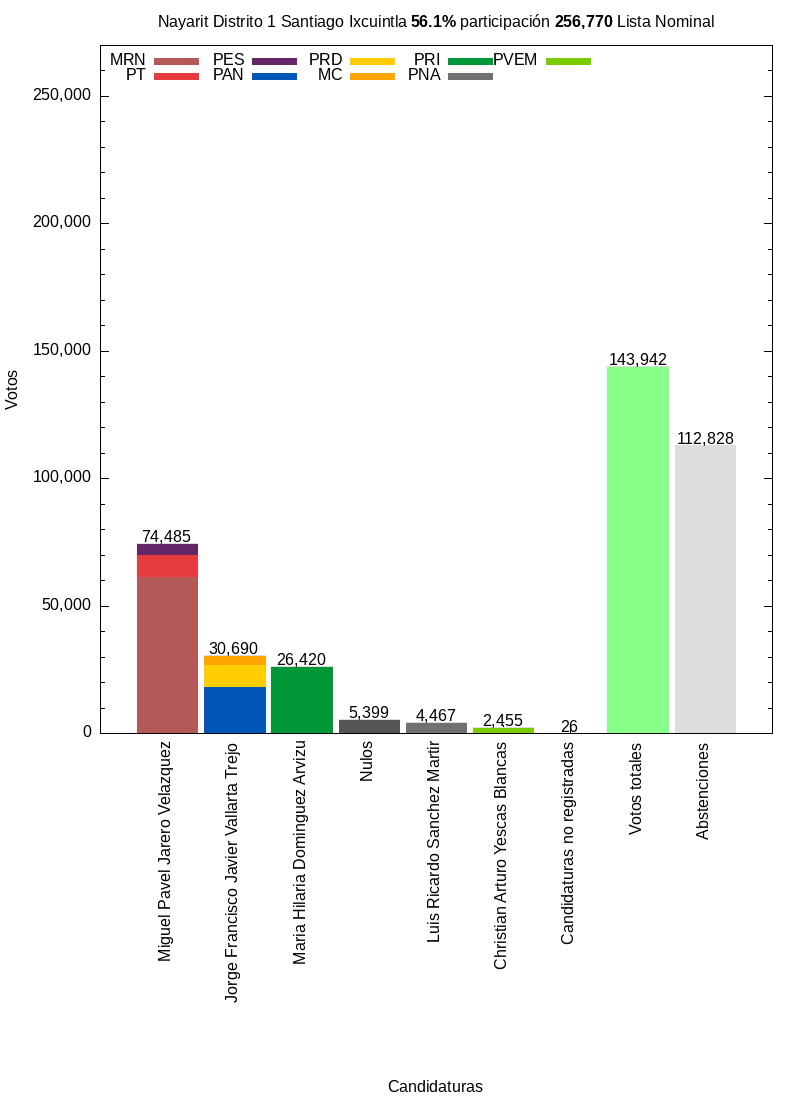 Nayarit Distrito 1 Santiago Ixcuintla 56.1% participación 256,770 Lista Nominal
MRN PES PRD PRI PVEM
PT PAN MC PNA
250,000
200,000
150,000
100,000
50,000
0
Votos
74,485
30,690
26,420
5,399
4,467
2,455
26
143,942
112,828
Miguel Pavel Jarero Velazquez
Jorge Francisco Javier Vallarta Trejo
Maria Hilaria Dominguez Arvizu
Nulos
Luis Ricardo Sanchez Martir
Christian Arturo Yescas Blancas
Candidaturas no registradas
Votos totales
Abstenciones
Candidaturas